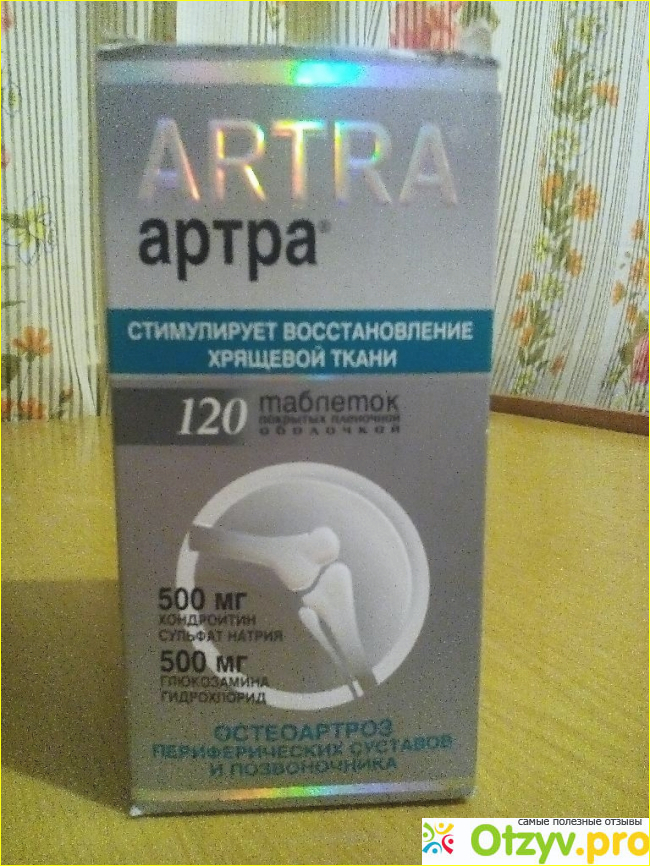 ARTRA®
артра®
СТИМУЛИРУЕТ ВОССТАНОВЛЕНИЕ
ХРЯЩЕВОЙ ТКАНИ
120 таблеток
покрытых пленочной
оболочкой
500 мг
ХОНДРОИТИН
СУЛЬФАТ НАТРИЯ
500 мг
ГЛЮКОЗАМИНА
ГИДРОХЛОРИД
ОСТЕОАРТРОЗ
ПЕРИФЕРИЧЕСКИХ СУСТАВОВ
И ПОЗВОНОЧНИКА
самые полезные отзывы
Otzyv.pro